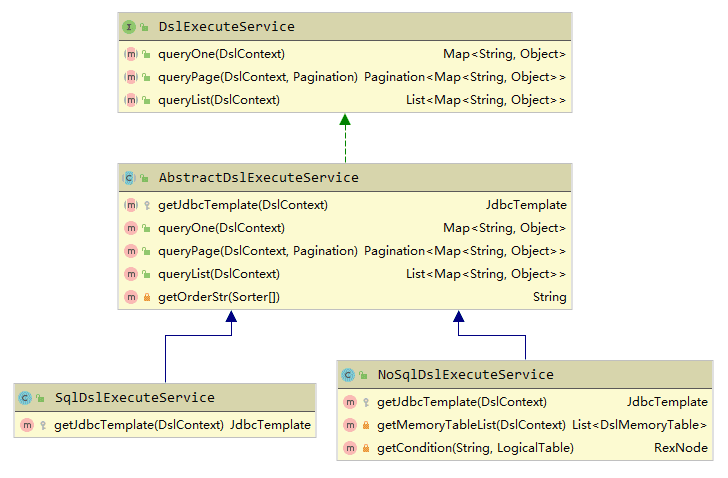 DslExecuteService
queryOne(DslContext) Map<String, Object>
queryPage(DslContext, Pagination) Pagination<Map<String, Object>>
queryList(DslContext) List<Map<String, Object>>
AbstractDslExecuteService
getJdbcTemplate(DslContext) JdbcTemplate
queryOne(DslContext) Map<String, Object>
queryPage(DslContext, Pagination) Pagination<Map<String, Object>>
queryList(DslContext) List<Map<String, Object>>
getOrderStr(Sorter[]) String
SqlDslExecuteService
getJdbcTemplate(DslContext) JdbcTemplate
NoSqlDslExecuteService
getJdbcTemplate(DslContext) JdbcTemplate
getMemoryTableList(DslContext) List<DslMemoryTable>
getCondition(String, LogicalTable) RexNode